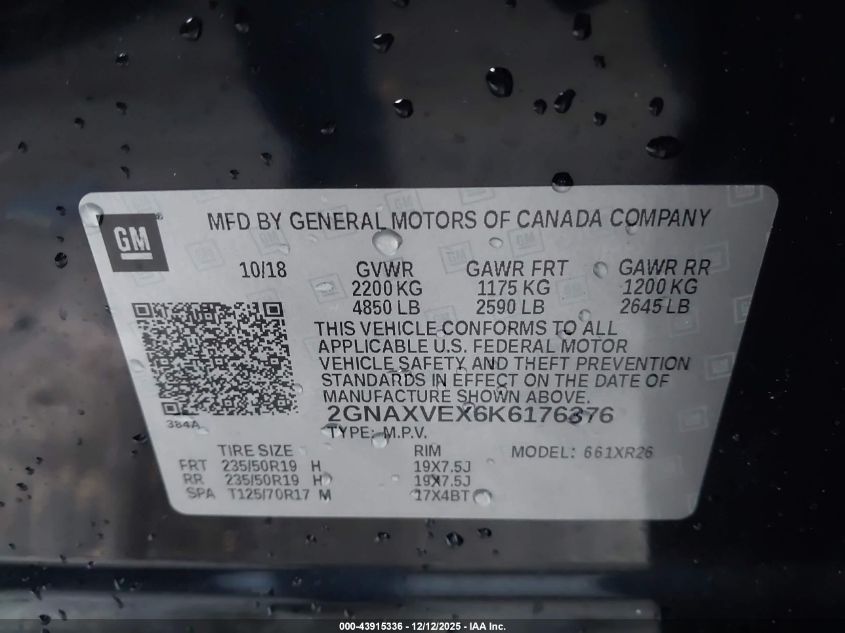 GM
MFD BY GENERAL MOTORS OF CANADA COMPANY
10/18 GVWR GAWR FRT GAWR RR
2200 KG 1175 KG 1200 KG
4850 LB 2590 LB 2645 LB
THIS VEHICLE CONFORMS TO ALL
APPLICABLE U.S. FEDERAL MOTOR
VEHICLE SAFETY, AND THEFT PREVENTION
STANDARDS IN EFFECT ON THE DATE OF
MANUFACTURE SHOWN ABOVE.
2GNAXVEX6K6176376
384A
TYPE: M.P.V.
TIRE SIZE RIM MODEL: 661XR26
FRT 235/50R19 H 19X7.5J
RR 235/50R19 H 19X7.5J
SPA T125/70R17 M 17X4BT
000-43915336 - 12/12/2025 - IAA Inc.